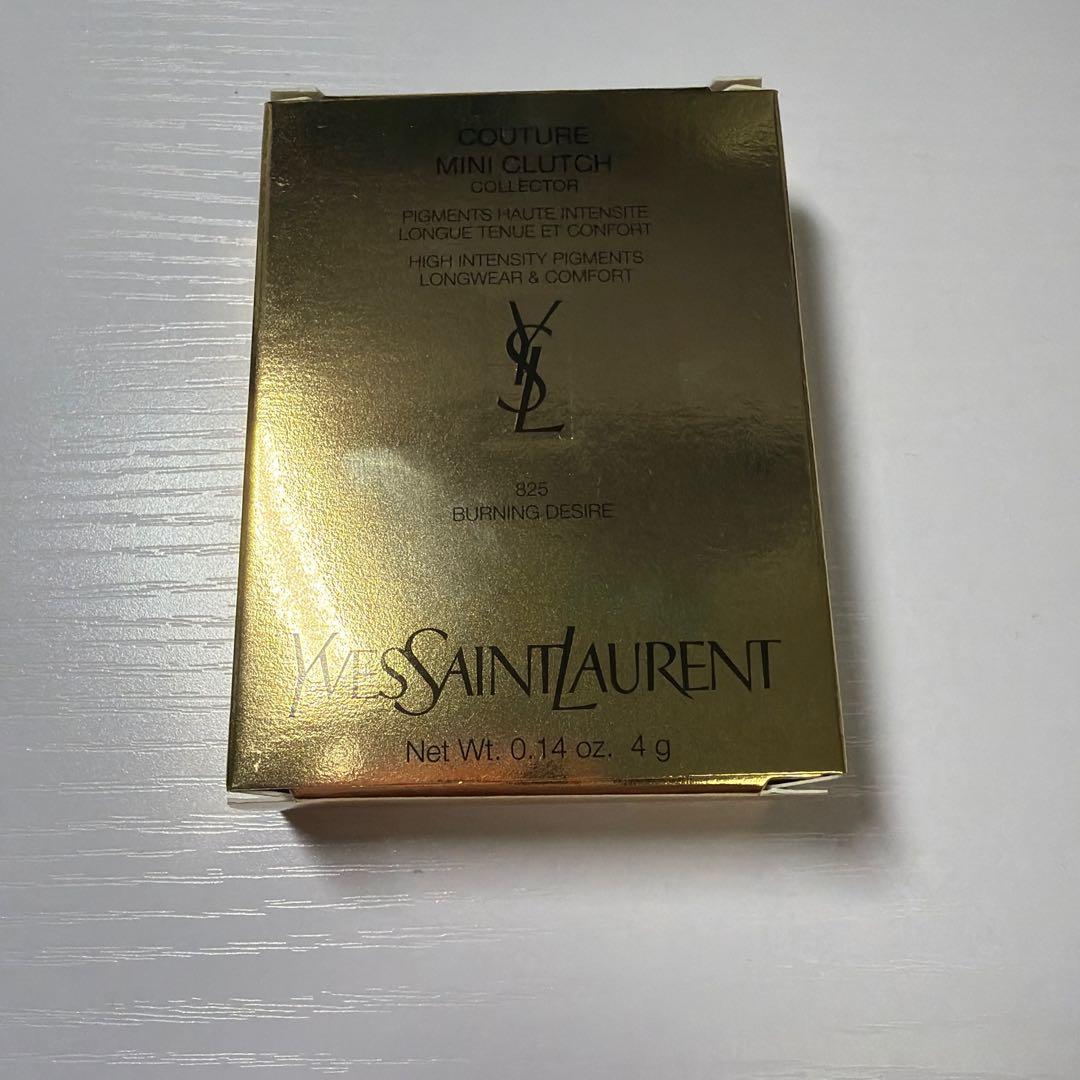 COUTURE
MINI CLUTCH
COLLECTOR
PIGMENTS HAUTE INTENSITE
LONGUE TENUE ET CONFORT
HIGH INTENSITY PIGMENTS
LONGWEAR & COMFORT
YSL
825
BURNING DESIRE
YVESSAINTLAURENT
Net Wt. 0.14 oz. 4 g